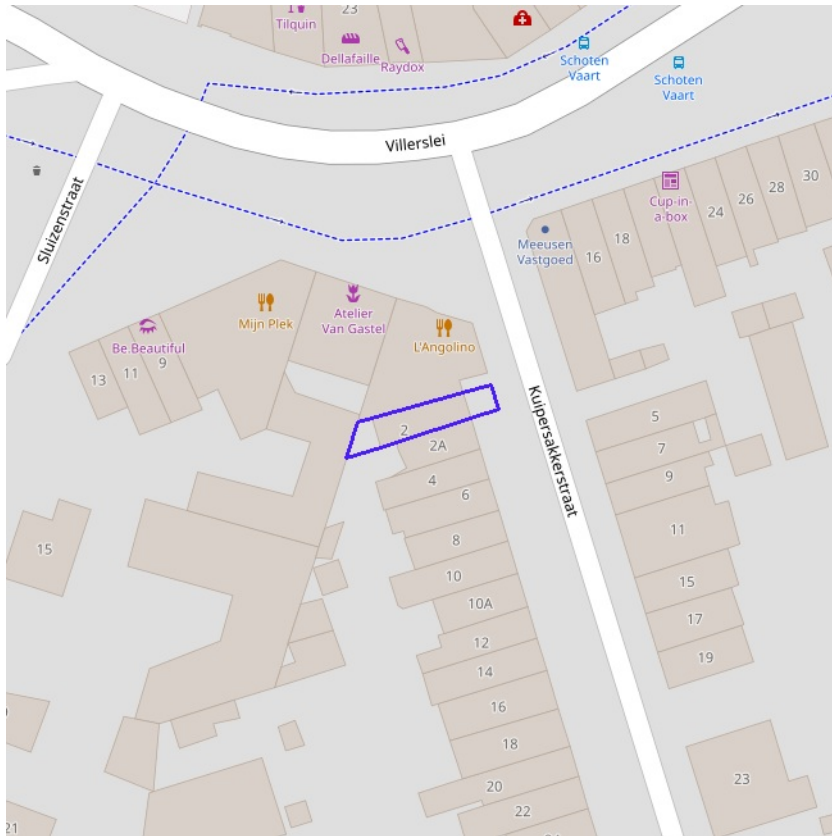 Tilquin
23
Dellafaille
Raydox
Schoten
Vaart
Schoten
Vaart
Villerslei
Sluizenstraat
Cup-in-
a-box
24
26
28
30
Meeusen
Vastgoed
16
18
Mijn Plek
Atelier
Van Gastel
L'Angolino
Be.Beautiful
13
11
9
Kuipersakkerstraat
2
2A
4
6
8
10
10A
12
14
16
18
20
22
5
7
9
11
15
17
19
23
15
21